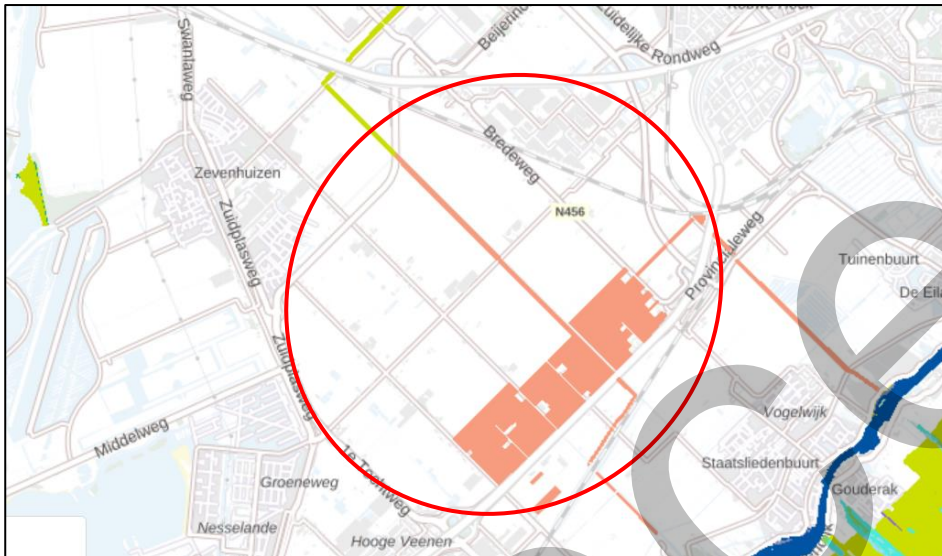 Zuidelijke Rondweg
Swanlaweg
Bredeweg
Zevenhuizen
N456
Zuidplasweg
Provincialeweg
Tuinenbuurt
De Eila
Zuidplasweg
Middelweg
Vogelwijk
1e Tochtweg
Staatsliedenbuurt
Groeneweg
Gouderak
Nesselande
Hooge Veenen